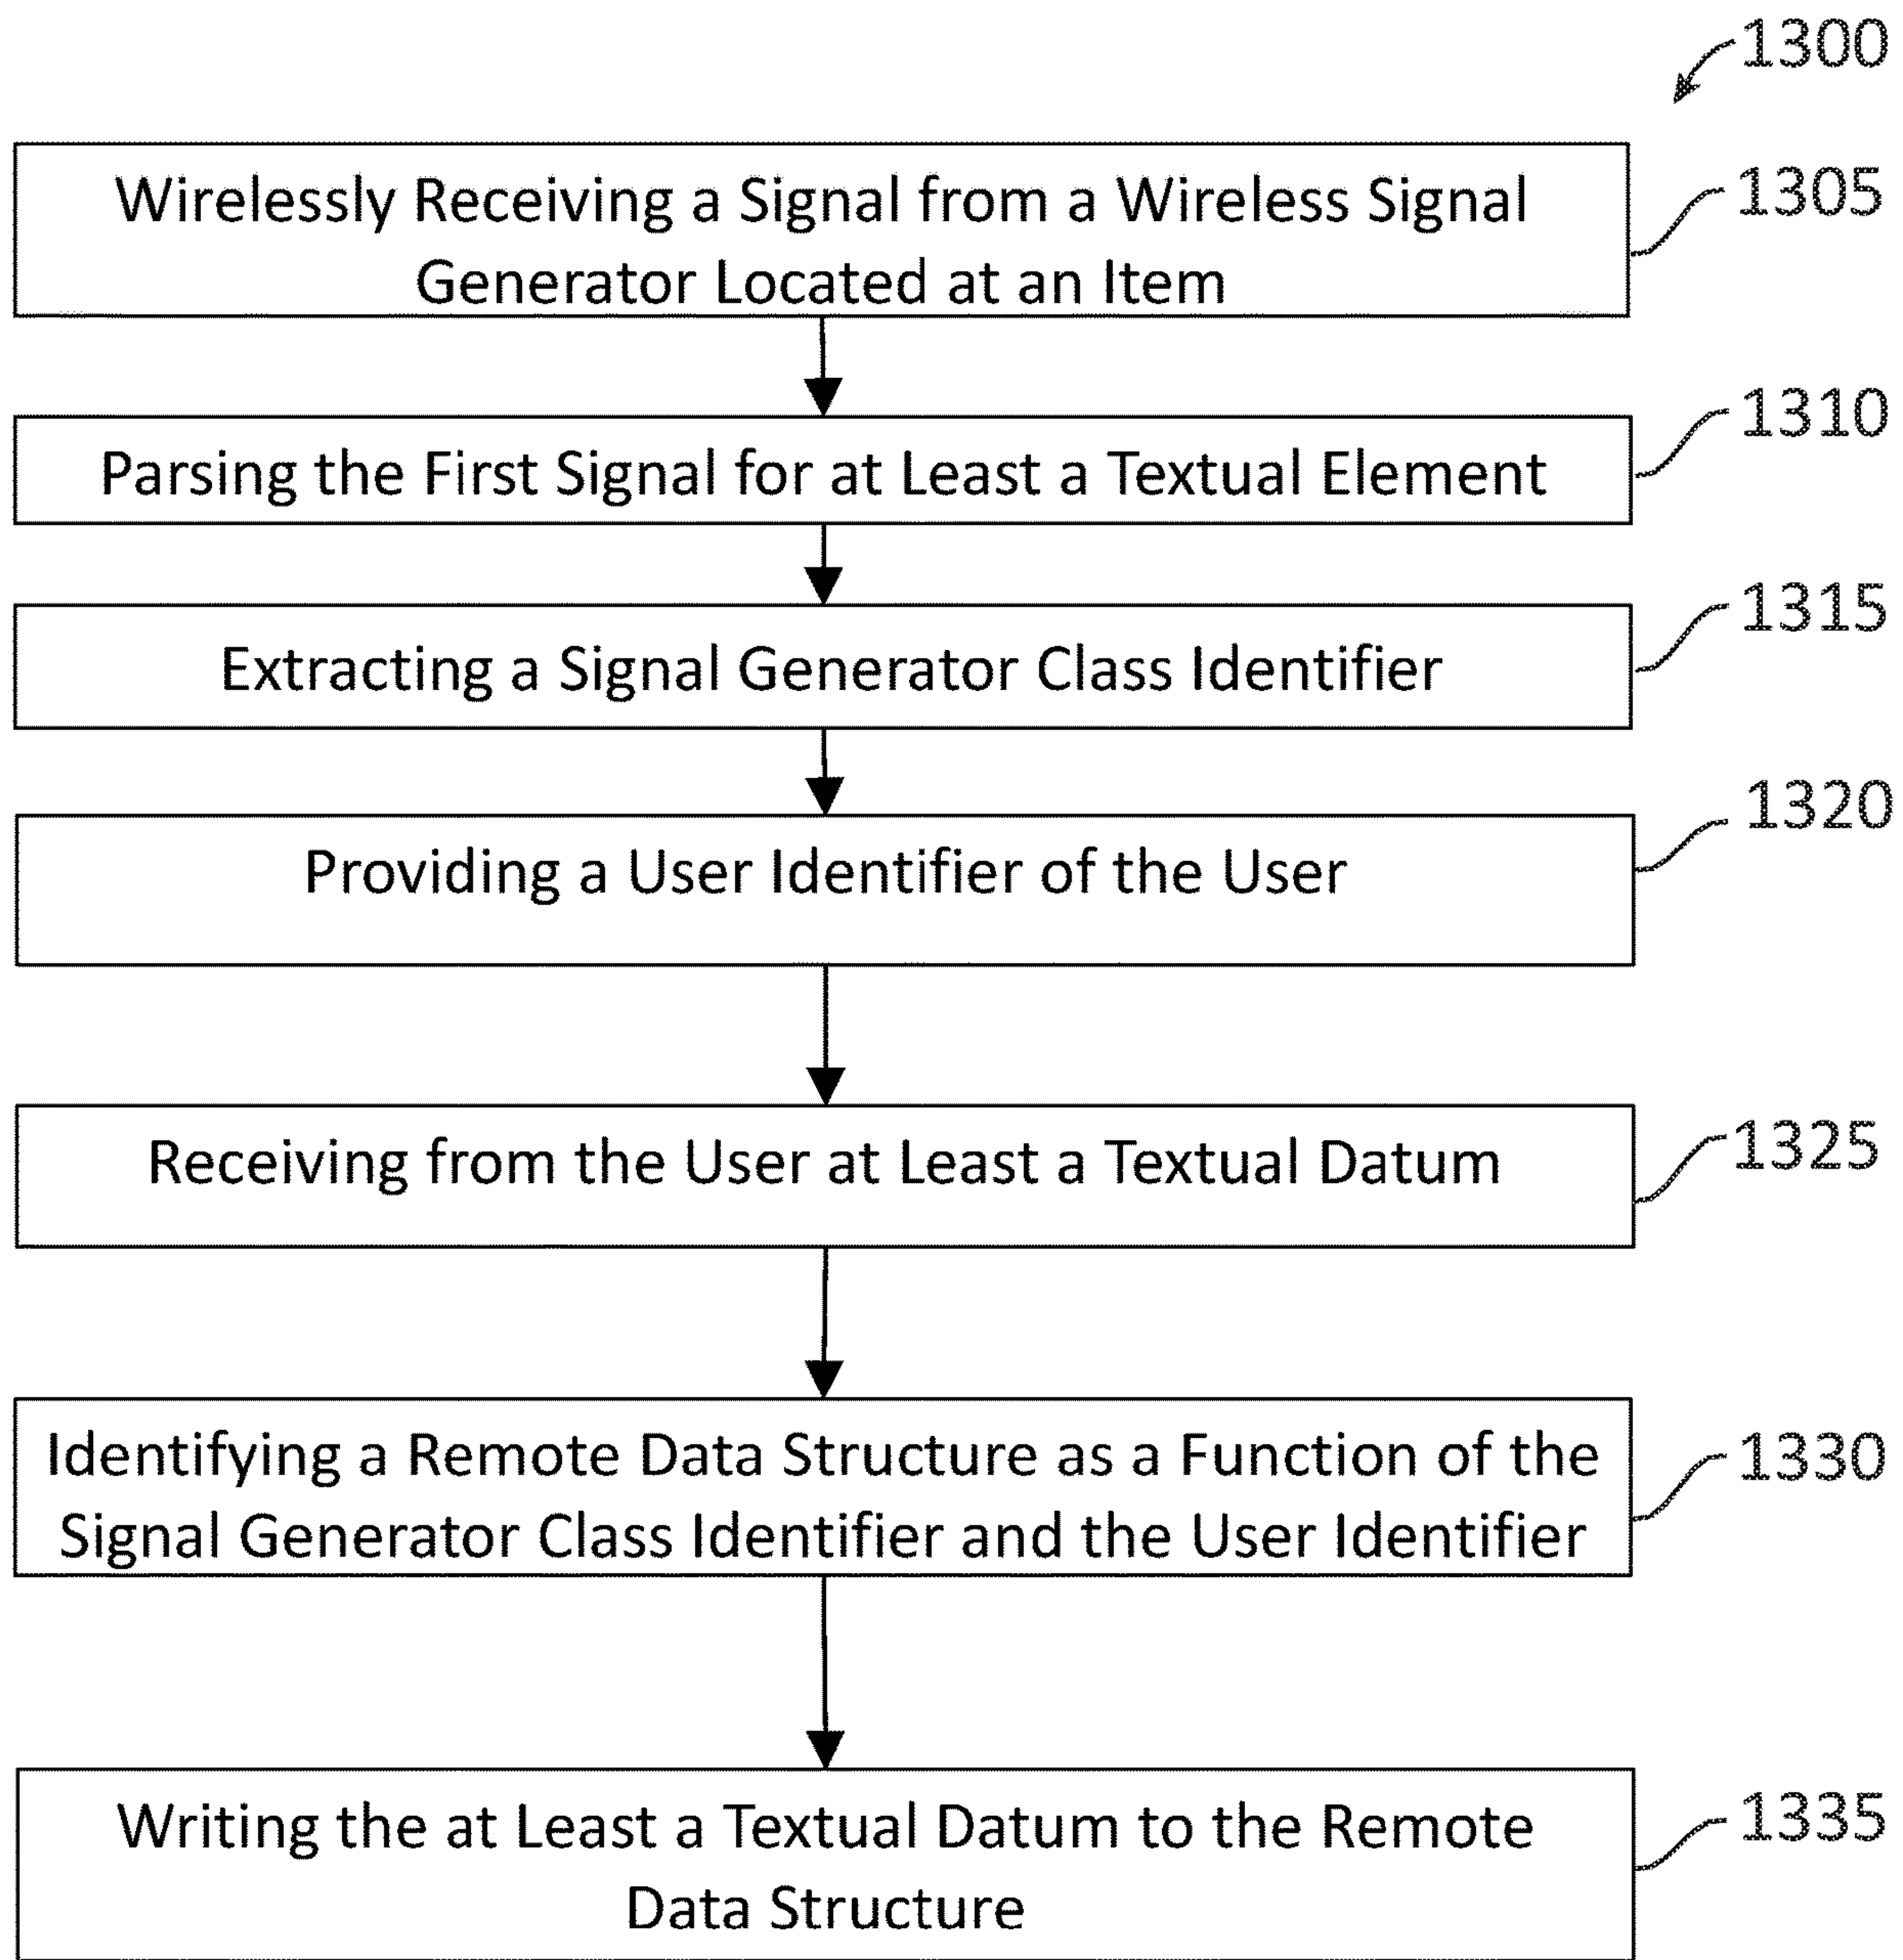 1300
Wirelessly Receiving a Signal from a Wireless Signal
Generator Located at an Item
1305
Parsing the First Signal for at Least a Textual Element
1310
Extracting a Signal Generator Class Identifier
1315
Providing a User Identifier of the User
1320
Receiving from the User at Least a Textual Datum
1325
Identifying a Remote Data Structure as a Function of the
Signal Generator Class Identifier and the User Identifier
1330
Writing the at Least a Textual Datum to the Remote
Data Structure
1335